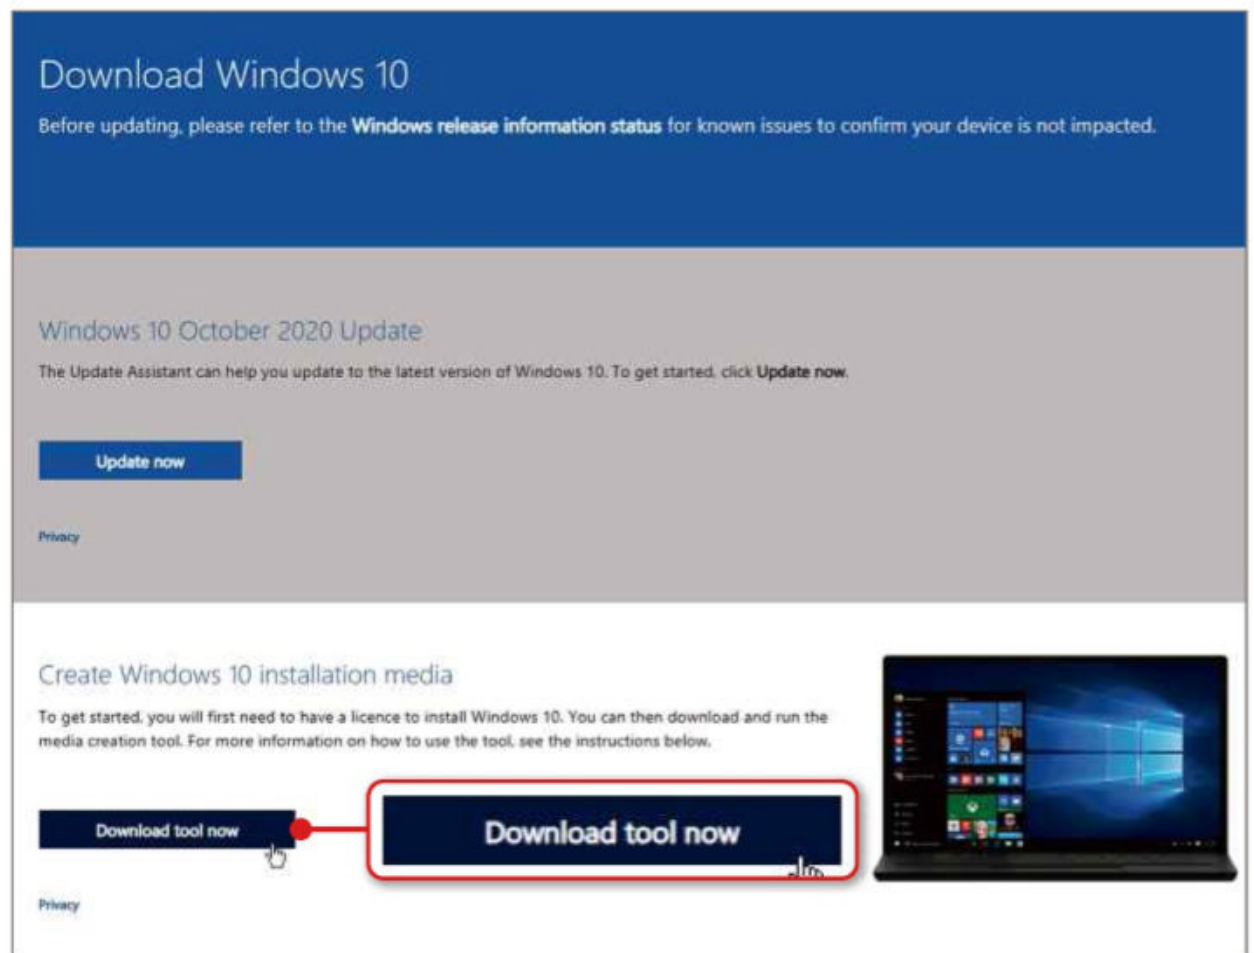 Download Windows 10
Before updating, please refer to the Windows release information status for known issues to confirm your device is not impacted.
Windows 10 October 2020 Update
The Update Assistant can help you update to the latest version of Windows 10. To get started, click Update now.
Update now
Privacy
Create Windows 10 installation media
To get started, you will first need to have a licence to install Windows 10. You can then download and run the
media creation tool. For more information on how to use the tool, see the instructions below.
Download tool now
Download tool now
Privacy